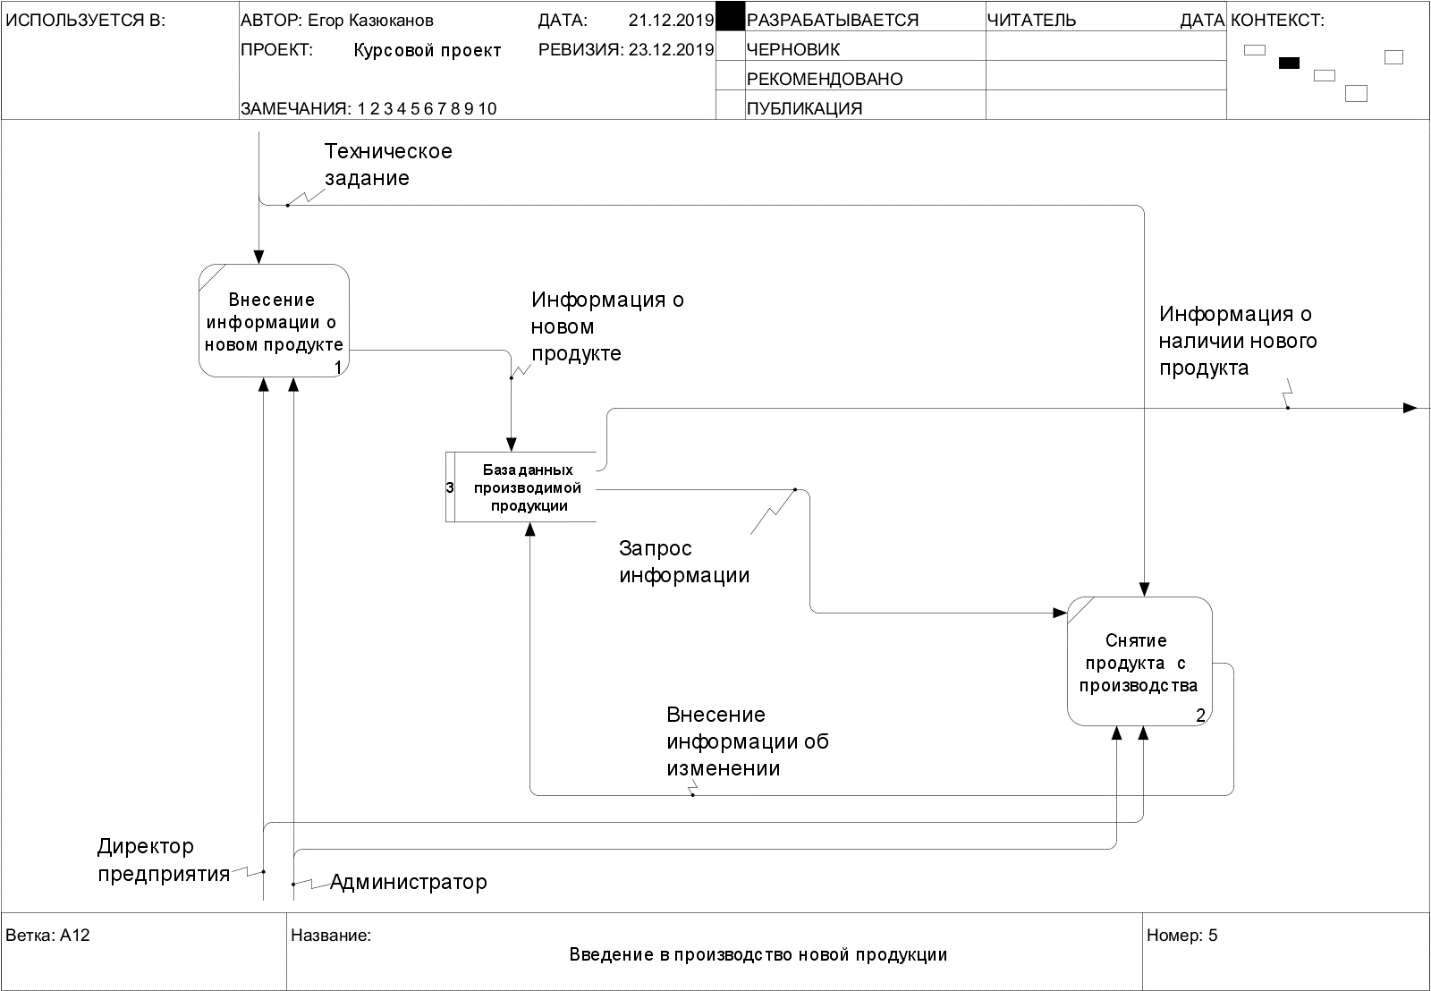 ИСПОЛЬЗУЕТСЯ В:
АВТОР: Егор Казюканов
ДАТА: 21.12.2019
ПРОЕКТ: Курсовой проект
РЕВИЗИЯ: 23.12.2019
ЗАМЕЧАНИЯ: 1 2 3 4 5 6 7 8 9 10
РАЗРАБАТЫВАЕТСЯ
ЧЕРНОВИК
РЕКОМЕНДОВАНО
ПУБЛИКАЦИЯ
ЧИТАТЕЛЬ ДАТА
КОНТЕКСТ:
Техническое
задание
Внесение
информации о
новом продукте
1
Информация о
новом
продукте
Информация о
наличии нового
продукта
База данных
производимой
продукции
3
Запрос
информации
Снятие
продукта с
производства
2
Внесение
информации об
изменении
Директор
предприятия
Администратор
Ветка: A12
Название:
Введение в производство новой продукции
Номер: 5